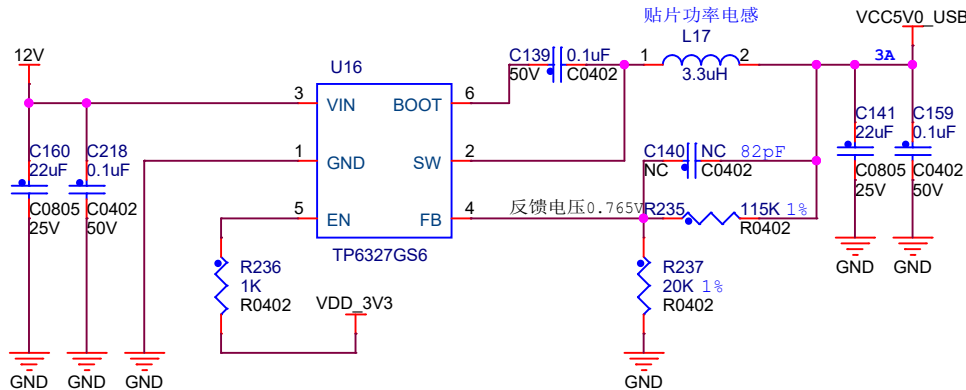 贴片功率电感
VCC5V0_USB
L17
12V
C139 0.1uF
1 2
3A
U16
50V C0402
3.3uH
3 VIN BOOT 6
C160
22uF
C0805
25V
C218
0.1uF
C0402
50V
1 GND SW 2
C140 NC 82pF
NC C0402
C141
22uF
C0805
25V
C159
0.1uF
C0402
50V
5 EN FB 4
反馈电压0.765V
R235 115K 1%
R0402
TP6327GS6
R236
1K
R0402
VDD_3V3
R237
20K 1%
R0402
GND GND
GND GND GND
GND